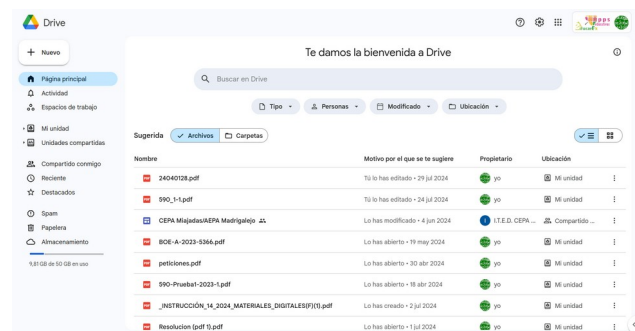 Drive
Nuevo
Página principal
Actividad
Espacios de trabajo
Mi unidad
Unidades compartidas
Compartido conmigo
Reciente
Destacados
Spam
Papelera
Almacenamiento
9,81 GB de 50 GB en uso
Te damos la bienvenida a Drive
Buscar en Drive
Tipo Personas Modificado Ubicación
Sugerida Archivos Carpetas
Nombre Motivo por el que se te sugiere Propietario Ubicación
24040128.pdf Tú lo has editado • 29 jul 2024 yo Mi unidad
590_1-1.pdf Tú lo has editado • 24 jul 2024 yo Mi unidad
CEPA Miajadas/AEPA Madrigalejo Lo has modificado • 4 jun 2024 I.T.E.D. CEPA ... Compartido ...
BOE-A-2023-5366.pdf Lo has abierto • 19 may 2024 yo Mi unidad
peticiones.pdf Lo has abierto • 30 abr 2024 yo Mi unidad
590-Prueba1-2023-1.pdf Lo has abierto • 18 abr 2024 yo Mi unidad
_INSTRUCCIÓN_14_2024_MATERIALES_DIGITALES(F)(1).pdf Lo has creado • 2 jul 2024 yo Mi unidad
Resolucion (pdf 1).pdf Lo has abierto • 1 jul 2024 yo Mi unidad